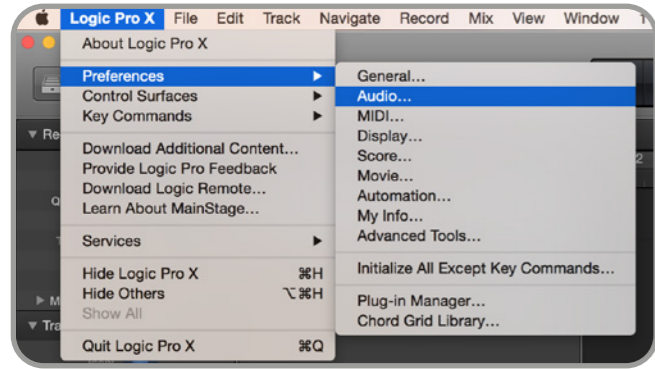 Logic Pro X File Edit Track Navigate Record Mix View Window
About Logic Pro X
Preferences
Control Surfaces
Key Commands
Download Additional Content...
Provide Logic Pro Feedback
Download Logic Remote...
Learn About MainStage...
Services
Hide Logic Pro X ⌘H
Hide Others ⌥⌘H
Show All
Quit Logic Pro X ⌘Q
General...
Audio...
MIDI...
Display...
Score...
Movie...
Automation...
My Info...
Advanced Tools...
Initialize All Except Key Commands...
Plug-in Manager...
Chord Grid Library...
Re
Q
M
Tra
2